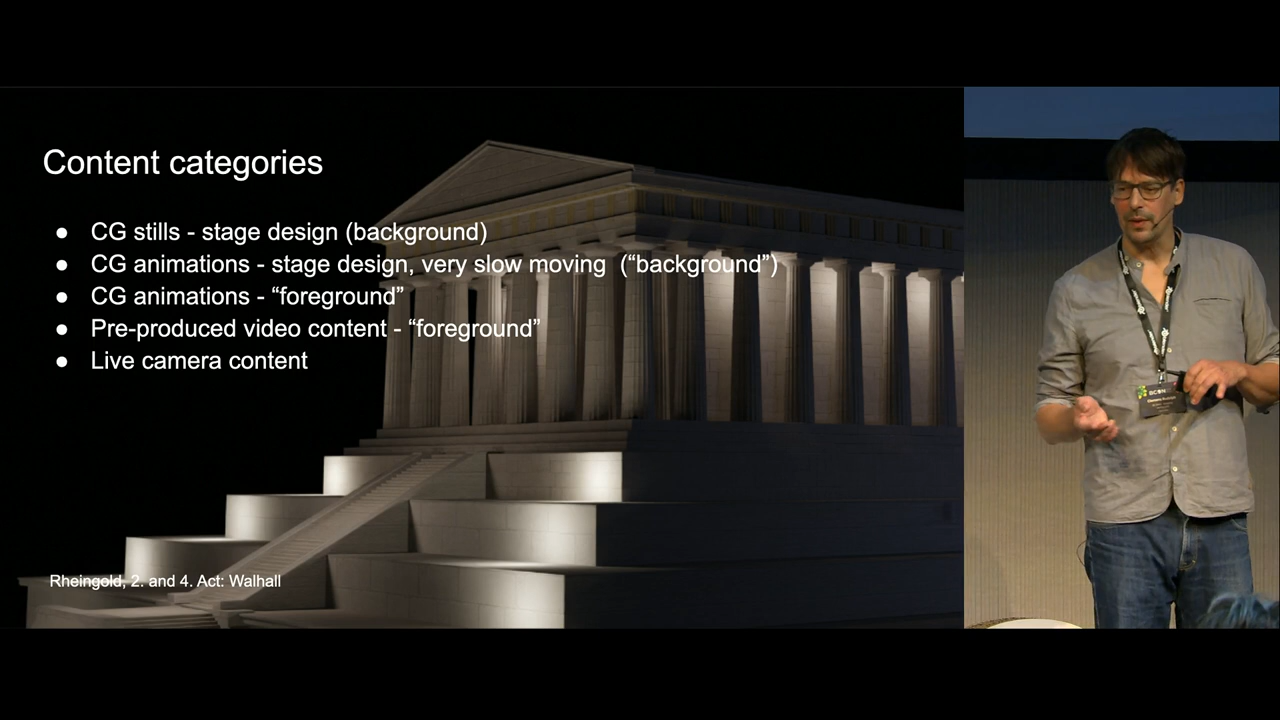 Content categories
● CG stills - stage design (background)
● CG animations - stage design, very slow moving (“background”)
● CG animations - “foreground”
● Pre-produced video content - “foreground”
● Live camera content
Rheingold, 2. and 4. Act: Walhall
BCON